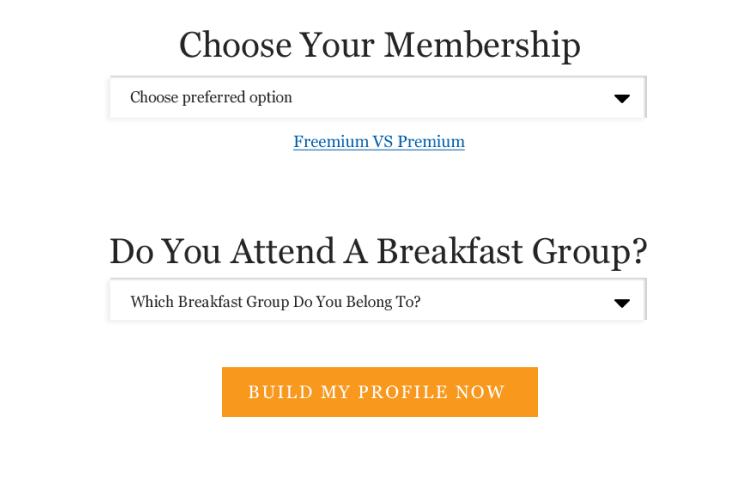 Choose Your Membership
Choose preferred option
Freemium VS Premium
Do You Attend A Breakfast Group?
Which Breakfast Group Do You Belong To?
BUILD MY PROFILE NOW